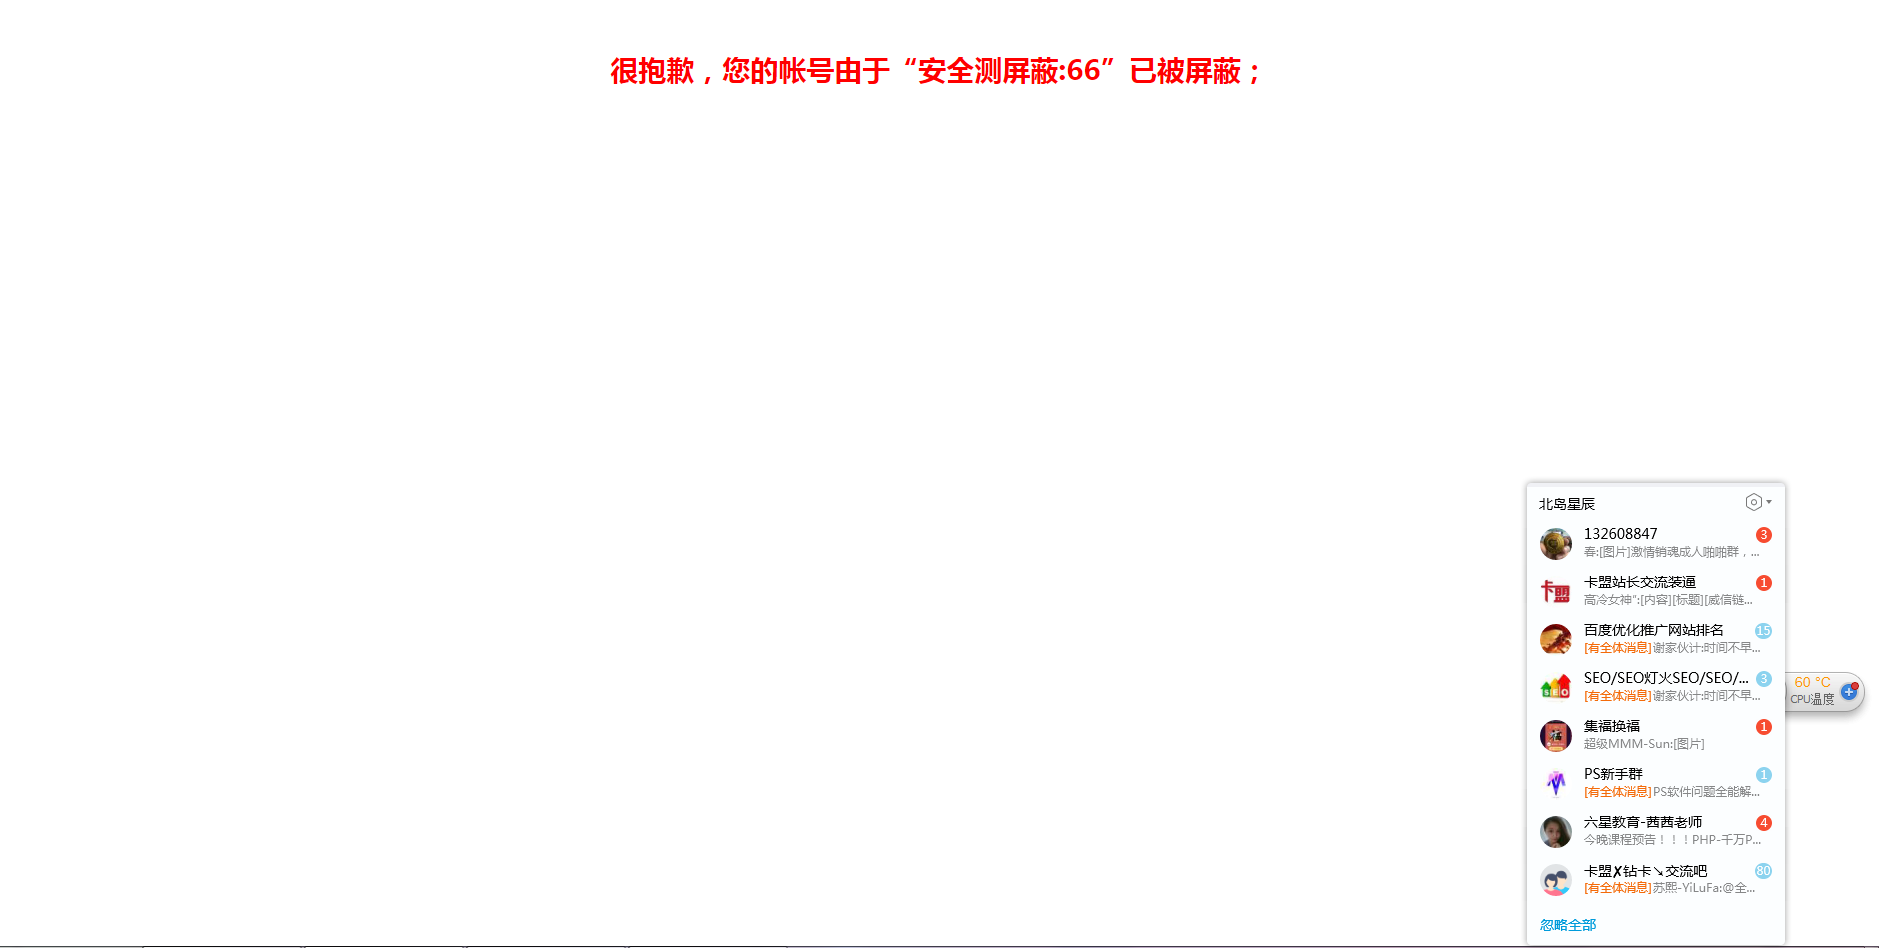 很抱歉，您的帐号由于“安全测屏蔽:66”已被屏蔽；
北岛星辰
132608847
3
春:[图片]激情销魂成人啪啪群，...
卡盟站长交流装逼
1
高冷女神":[内容][标题][威信链...
百度优化推广网站排名
15
[有全体消息]谢家伙计:时间不早...
SEO/SEO灯火SEO/SEO/...
3
[有全体消息]谢家伙计:时间不早...
60 °C
CPU温度
集福换福
1
超级MMM-Sun:[图片]
PS新手群
1
[有全体消息]PS软件问题全能解...
六星教育-茜茜老师
4
今晚课程预告！！！PHP-千万P...
卡盟✘钻卡↘交流吧
80
[有全体消息]苏熙-YiLuFa:@全...
忽略全部